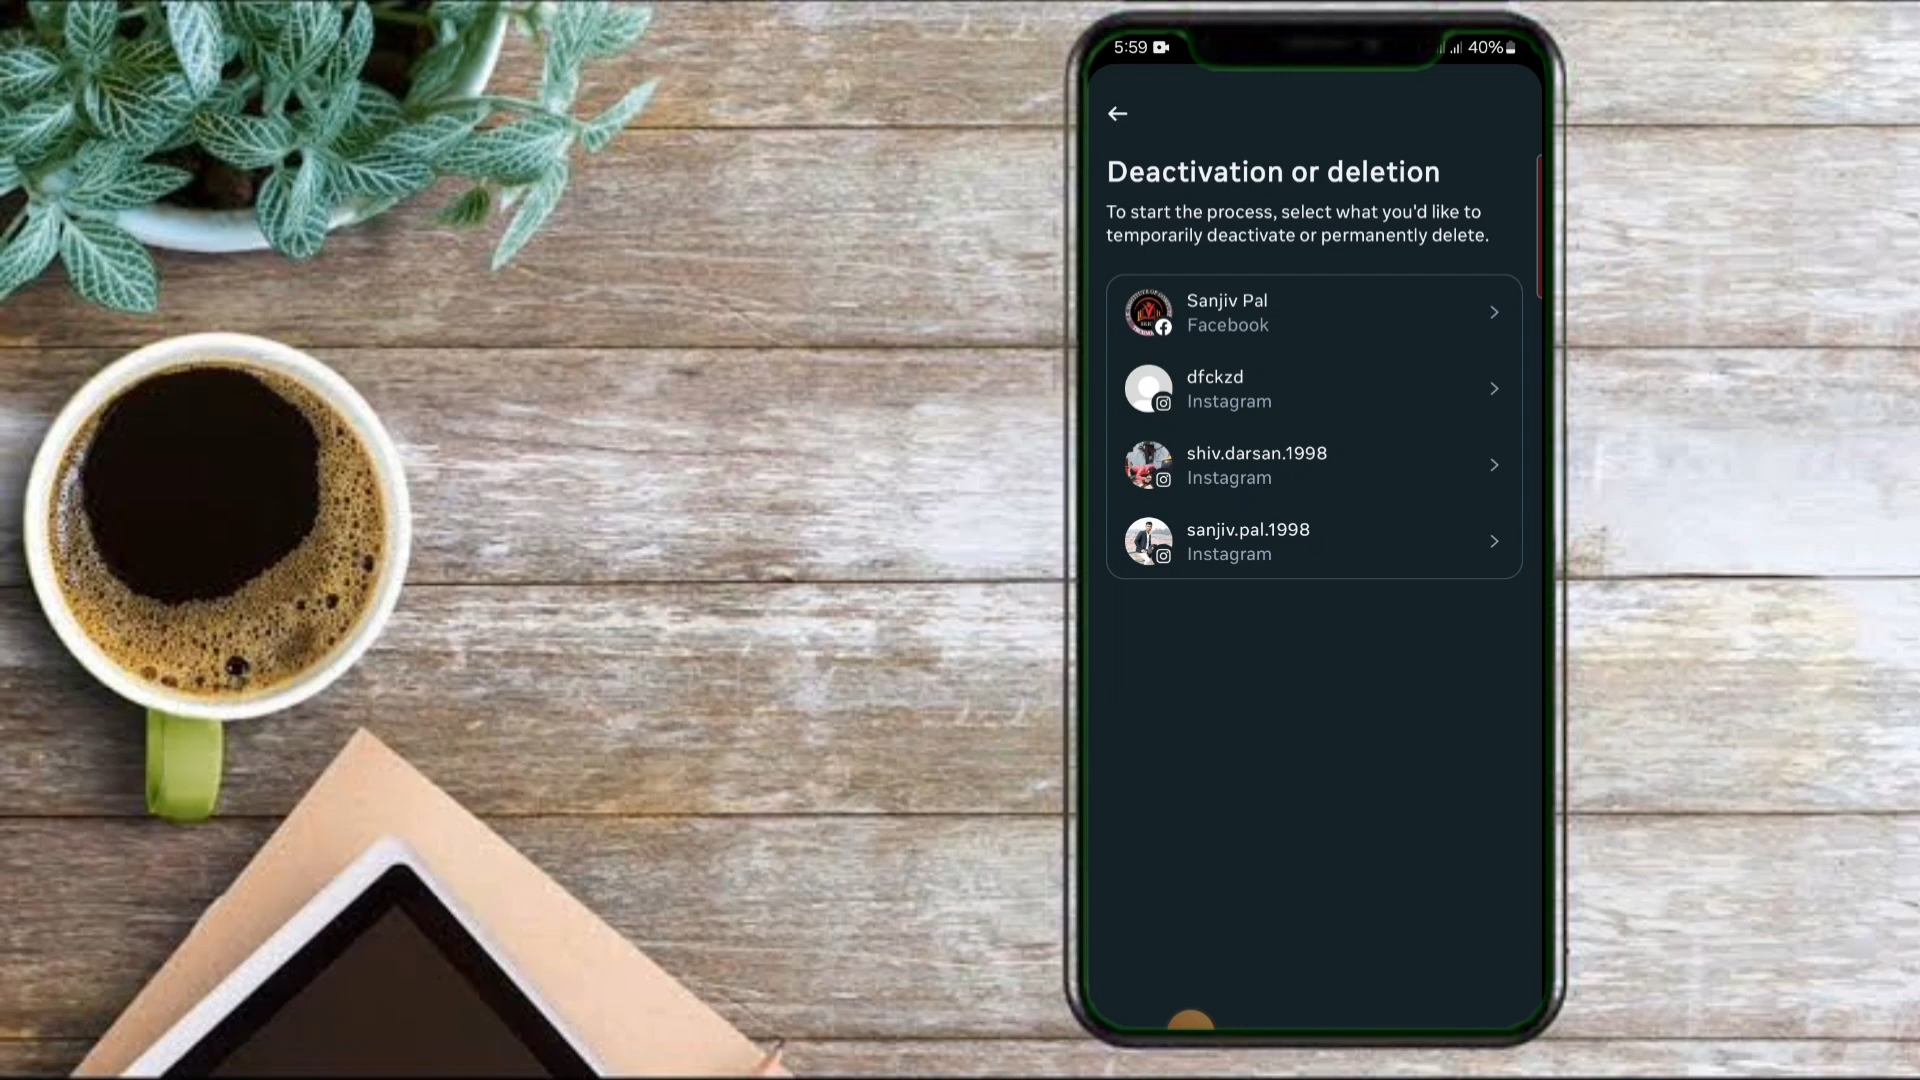 5:59 40%
Deactivation or deletion
To start the process, select what you'd like to
temporarily deactivate or permanently delete.
Sanjiv Pal
Facebook
dfckzd
Instagram
shiv.darsan.1998
Instagram
sanjiv.pal.1998
Instagram